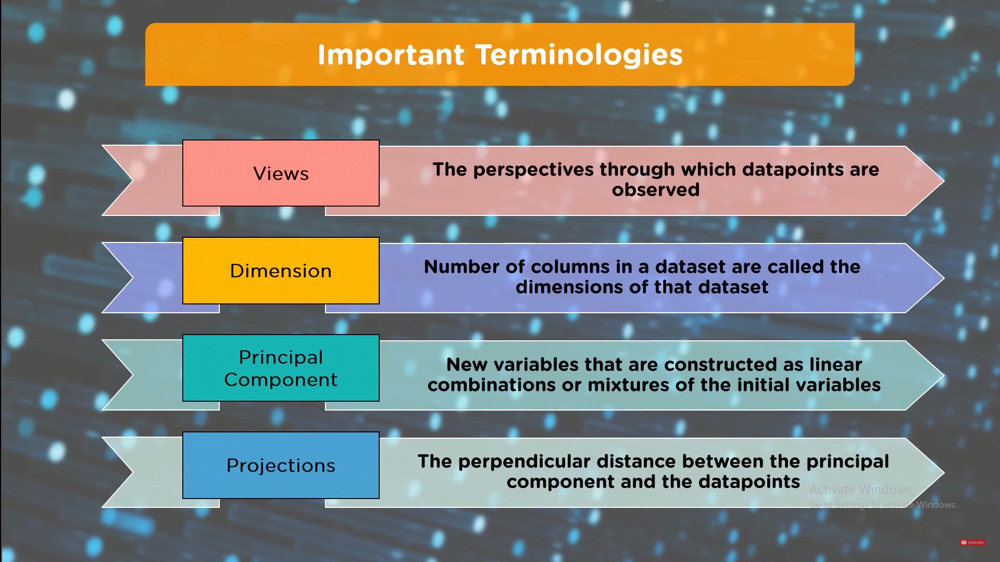 Important Terminologies
Views
The perspectives through which datapoints are
observed
Dimension
Number of columns in a dataset are called the
dimensions of that dataset
Principal
Component
New variables that are constructed as linear
combinations or mixtures of the initial variables
Projections
The perpendicular distance between the principal
component and the datapoints
Activate Windows
Go to Settings to activate Windows.
Subscribe